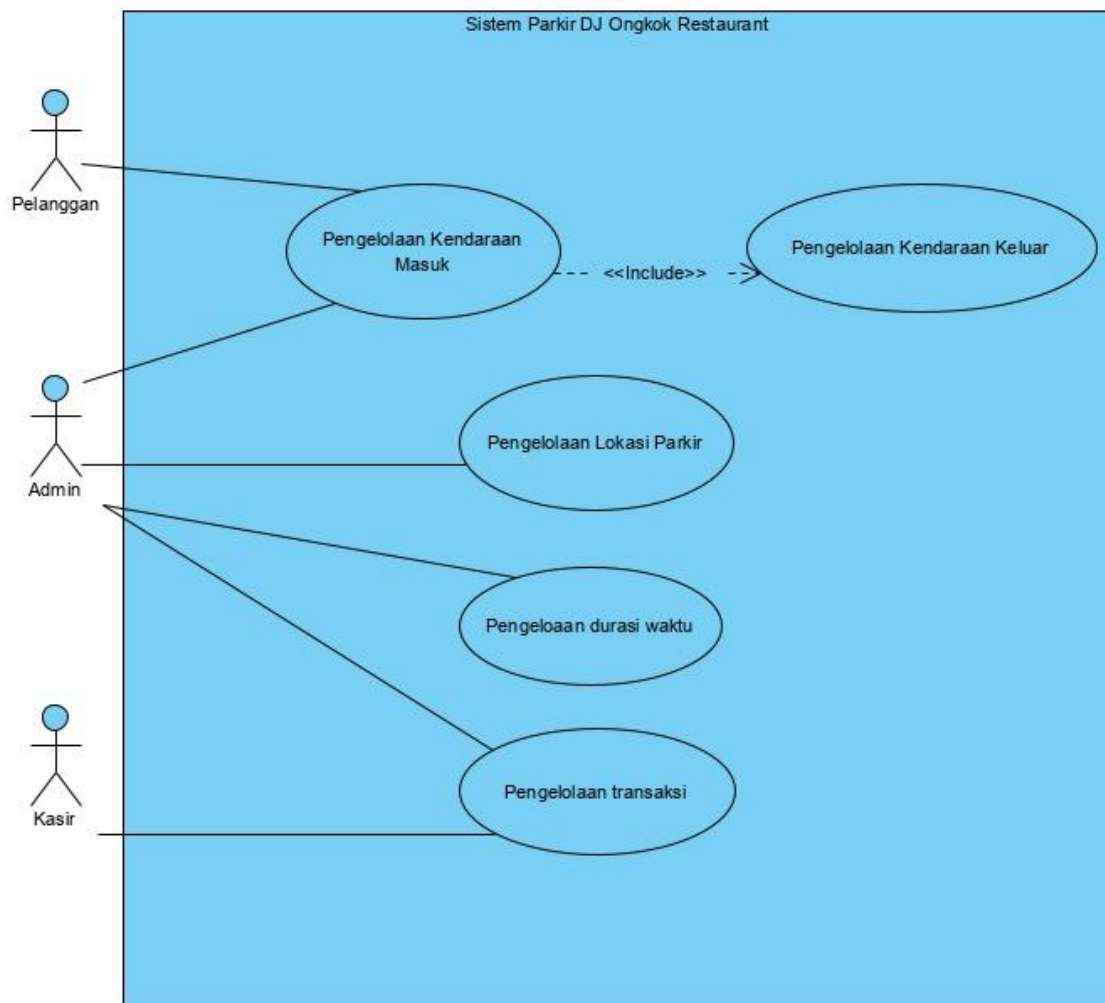 Sistem Parkir DJ Ongkok Restaurant
Pelanggan
Pengelolaan Kendaraan
Masuk
<<Include>>
Pengelolaan Kendaraan Keluar
Admin
Pengelolaan Lokasi Parkir
Pengeloaan durasi waktu
Kasir
Pengelolaan transaksi